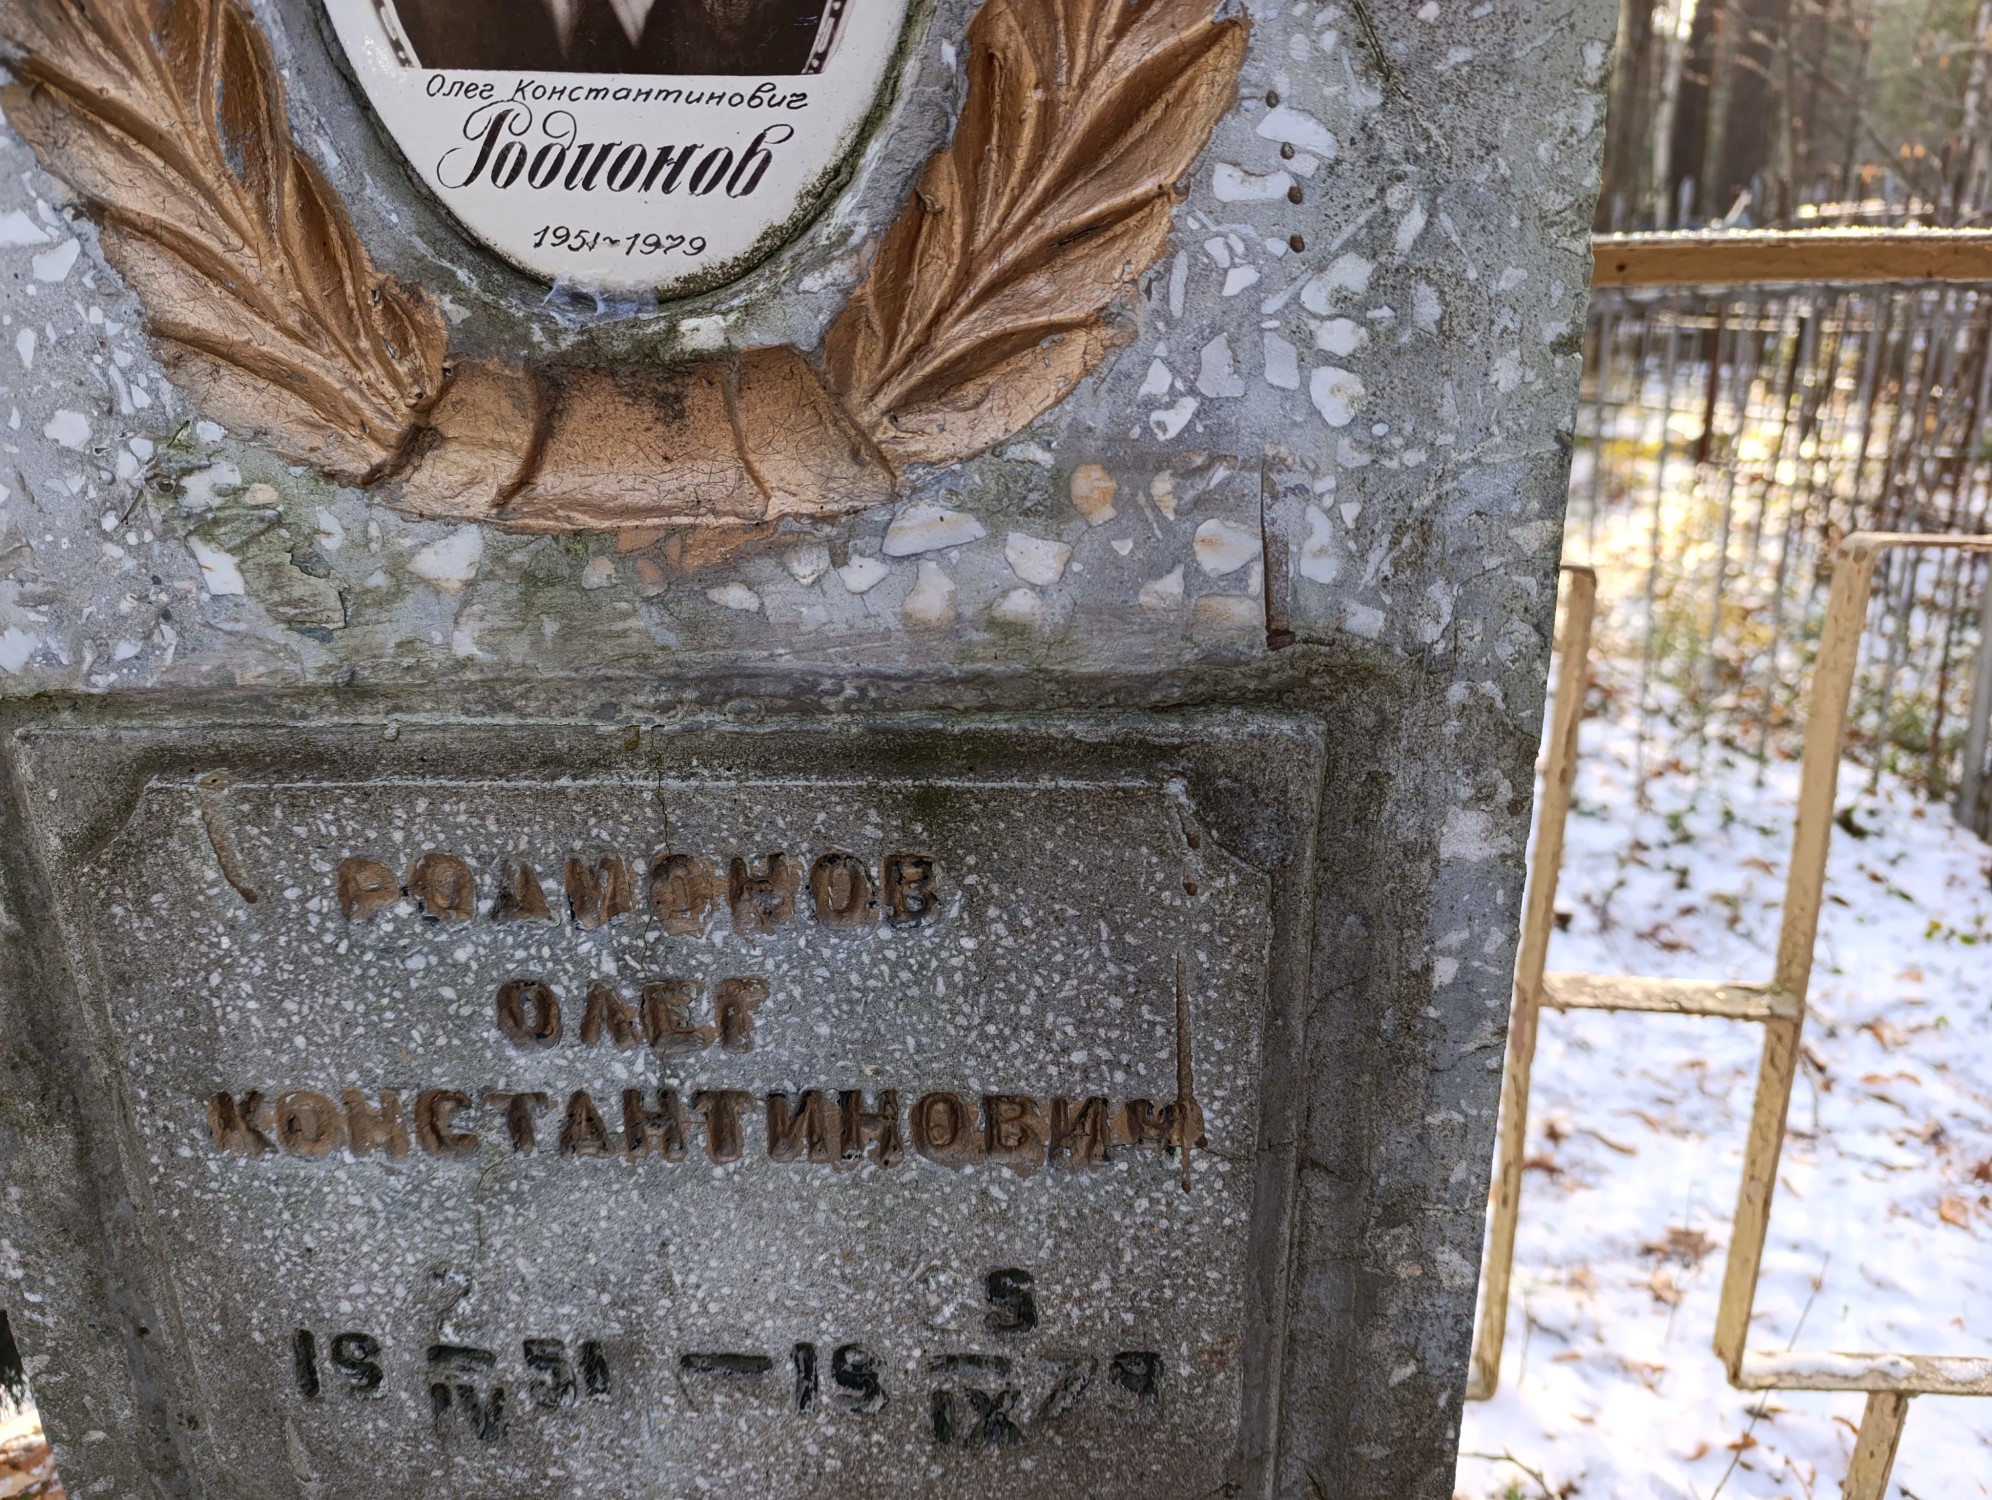 Олег Константинович
Родионов
1951-1979
РОДИОНОВ
ОЛЕГ
КОНСТАНТИНОВИЧ
19 2/IV 51 — 19 5/IX 79